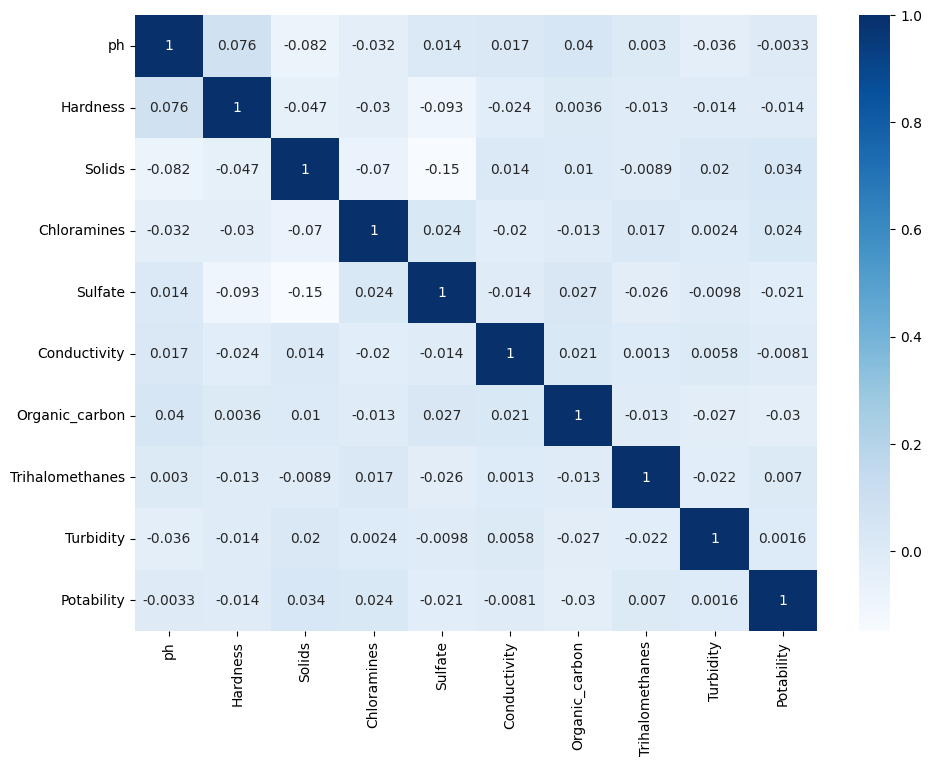 ph 1 0.076 -0.082 -0.032 0.014 0.017 0.04 0.003 -0.036 -0.0033
Hardness 0.076 1 -0.047 -0.03 -0.093 -0.024 0.0036 -0.013 -0.014 -0.014
Solids -0.082 -0.047 1 -0.07 -0.15 0.014 0.01 -0.0089 0.02 0.034
Chloramines -0.032 -0.03 -0.07 1 0.024 -0.02 -0.013 0.017 0.0024 0.024
Sulfate 0.014 -0.093 -0.15 0.024 1 -0.014 0.027 -0.026 -0.0098 -0.021
Conductivity 0.017 -0.024 0.014 -0.02 -0.014 1 0.021 0.0013 0.0058 -0.0081
Organic_carbon 0.04 0.0036 0.01 -0.013 0.027 0.021 1 -0.013 -0.027 -0.03
Trihalomethanes 0.003 -0.013 -0.0089 0.017 -0.026 0.0013 -0.013 1 -0.022 0.007
Turbidity -0.036 -0.014 0.02 0.0024 -0.0098 0.0058 -0.027 -0.022 1 0.0016
Potability -0.0033 -0.014 0.034 0.024 -0.021 -0.0081 -0.03 0.007 0.0016 1
ph
Hardness
Solids
Chloramines
Sulfate
Conductivity
Organic_carbon
Trihalomethanes
Turbidity
Potability
1.0
0.8
0.6
0.4
0.2
0.0